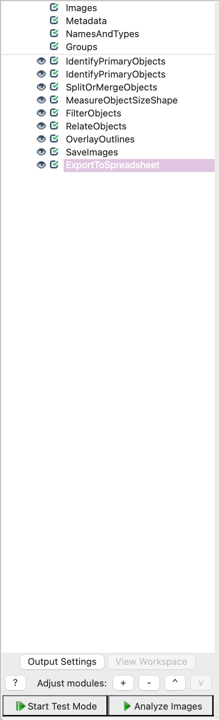 Images
Metadata
NamesAndTypes
Groups
IdentifyPrimaryObjects
IdentifyPrimaryObjects
SplitOrMergeObjects
MeasureObjectSizeShape
FilterObjects
RelateObjects
OverlayOutlines
SaveImages
ExportToSpreadsheet
Output Settings View Workspace
? Adjust modules: + - ^ v
Start Test Mode Analyze Images